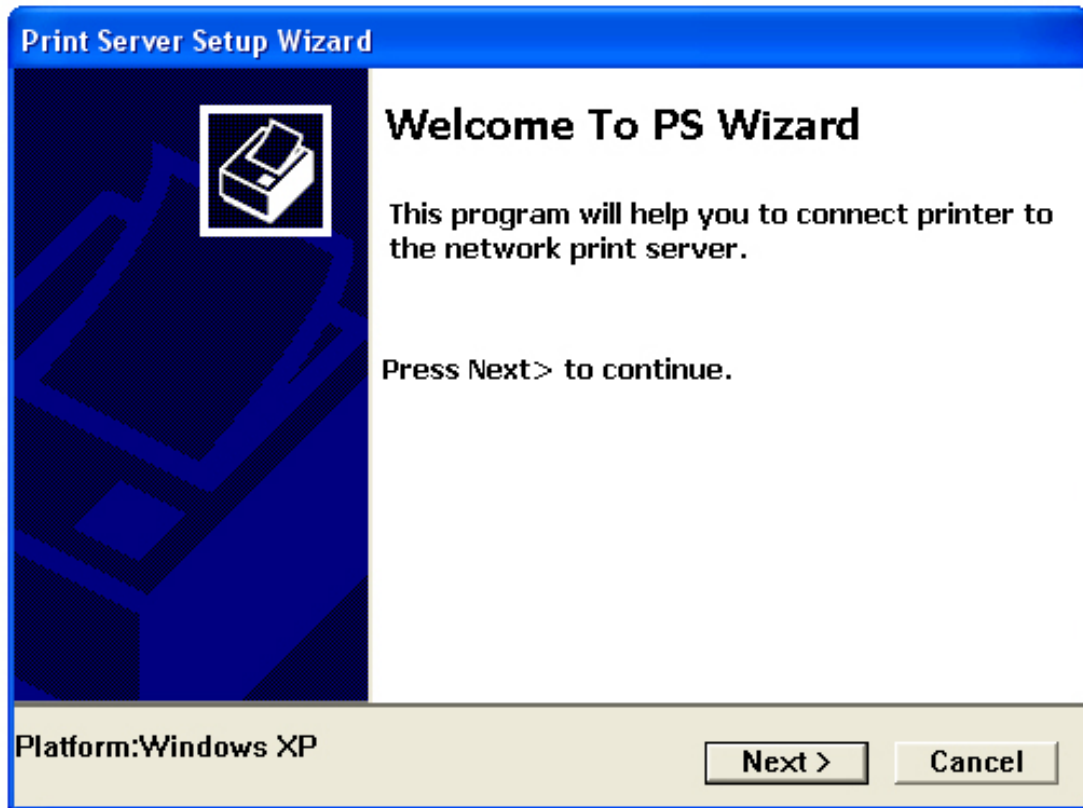 Print Server Setup Wizard
Welcome To PS Wizard
This program will help you to connect printer to
the network print server.
Press Next> to continue.
Platform:Windows XP
Next >
Cancel